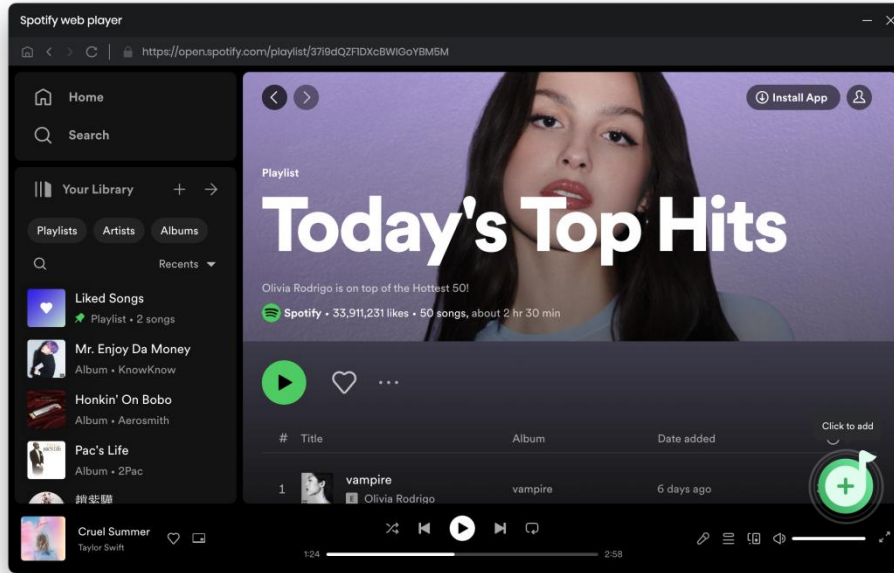 Spotify web player
https://open.spotify.com/playlist/37i9dQZF1DXcBWIGoYBM5M
Home
Search
Your Library
Playlists Artists Albums
Recents
Liked Songs
Playlist • 2 songs
Mr. Enjoy Da Money
Album • KnowKnow
Honkin' On Bobo
Album • Aerosmith
Pac's Life
Album • 2Pac
趙紫驊
Install App
Playlist
Today's Top Hits
Olivia Rodrigo is on top of the Hottest 50!
Spotify • 33,911,231 likes • 50 songs, about 2 hr 30 min
# Title Album Date added
Click to add
1 vampire vampire 6 days ago
E Olivia Rodrigo
Cruel Summer
Taylor Swift
1:24 2:58